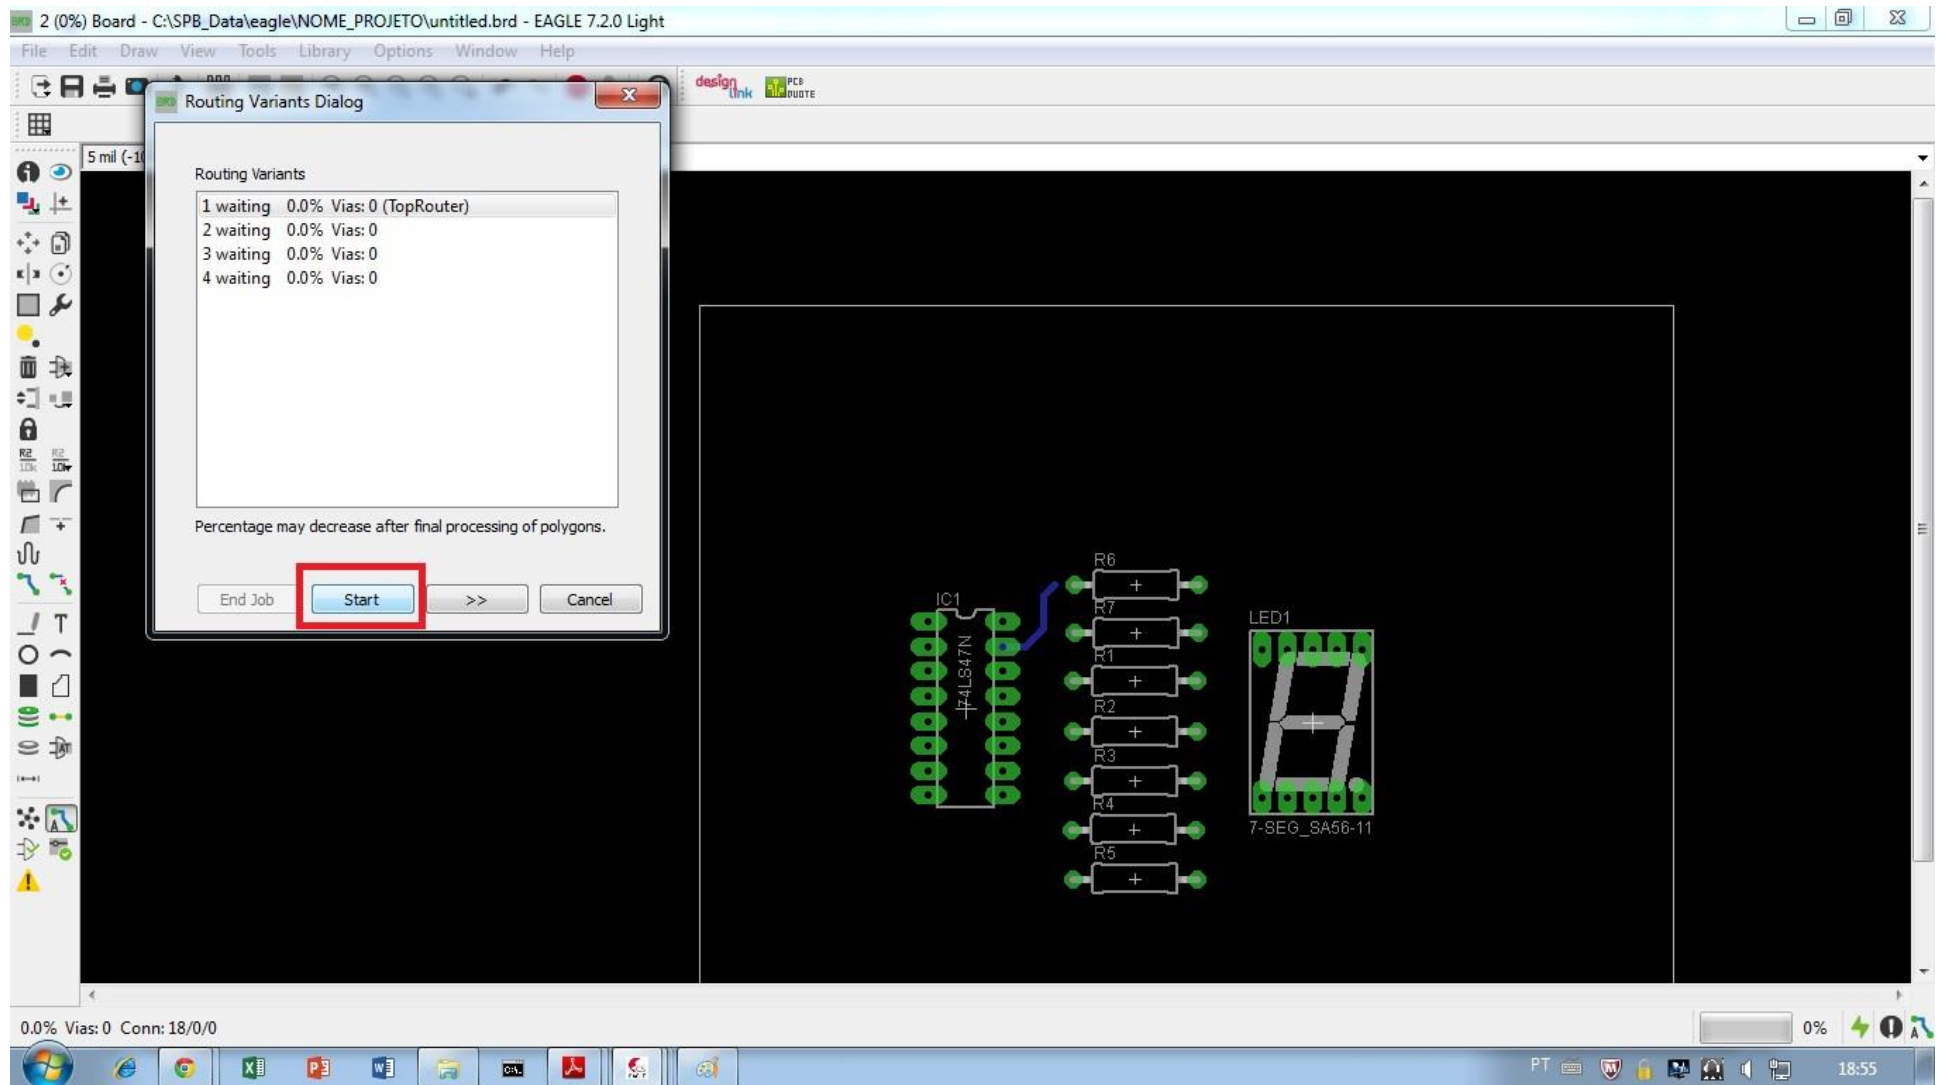 2 (0%) Board - C:\SPB_Data\eagle\NOME_PROJETO\untitled.brd - EAGLE 7.2.0 Light
File Edit Draw View Tools Library Options Window Help
design link PCB QUOTE
Routing Variants Dialog
5 mil (-10
Routing Variants
1 waiting 0.0% Vias: 0 (TopRouter)
2 waiting 0.0% Vias: 0
3 waiting 0.0% Vias: 0
4 waiting 0.0% Vias: 0
Percentage may decrease after final processing of polygons.
End Job Start >> Cancel
R6
IC1
R7
LED1
74LS47N
R1
R2
R3
R4
7-SEG_SA56-11
R5
0.0% Vias: 0 Conn: 18/0/0
0%
PT
18:55